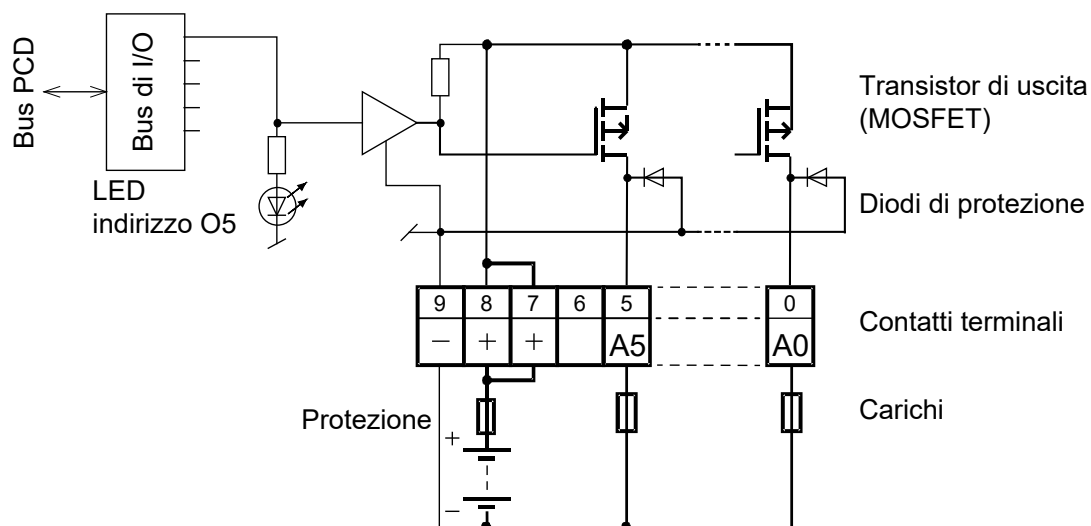 Bus PCD
Bus di I/O
LED
indirizzo O5
Transistor di uscita
(MOSFET)
Diodi di protezione
9 8 7 6 5 0
− + + A5 A0
Contatti terminali
Protezione
Carichi
+
−